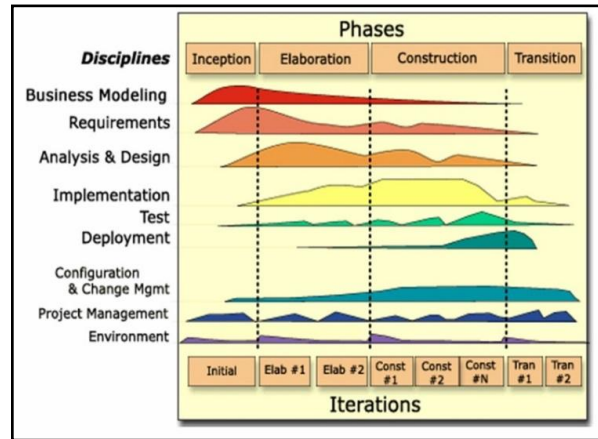 Phases
Disciplines
Inception
Elaboration
Construction
Transition
Business Modeling
Requirements
Analysis & Design
Implementation
Test
Deployment
Configuration
& Change Mgmt
Project Management
Environment
Initial
Elab #1
Elab #2
Const
#1
Const
#2
Const
#N
Tran
#1
Tran
#2
Iterations